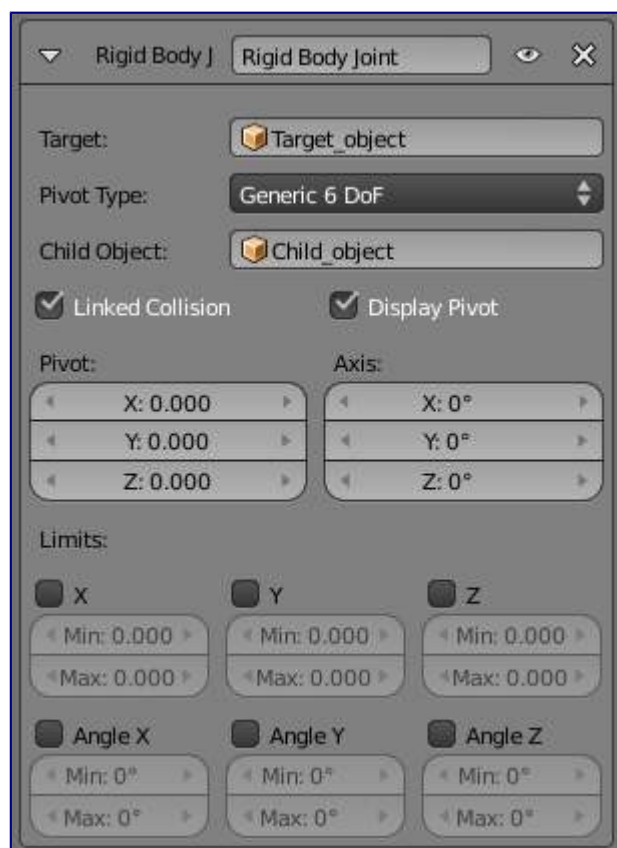 Rigid Body J Rigid Body Joint
Target: Target_object
Pivot Type: Generic 6 DoF
Child Object: Child_object
Linked Collision Display Pivot
Pivot: Axis:
X: 0.000 X: 0°
Y: 0.000 Y: 0°
Z: 0.000 Z: 0°
Limits:
X Y Z
Min: 0.000 Min: 0.000 Min: 0.000
Max: 0.000 Max: 0.000 Max: 0.000
Angle X Angle Y Angle Z
Min: 0° Min: 0° Min: 0°
Max: 0° Max: 0° Max: 0°